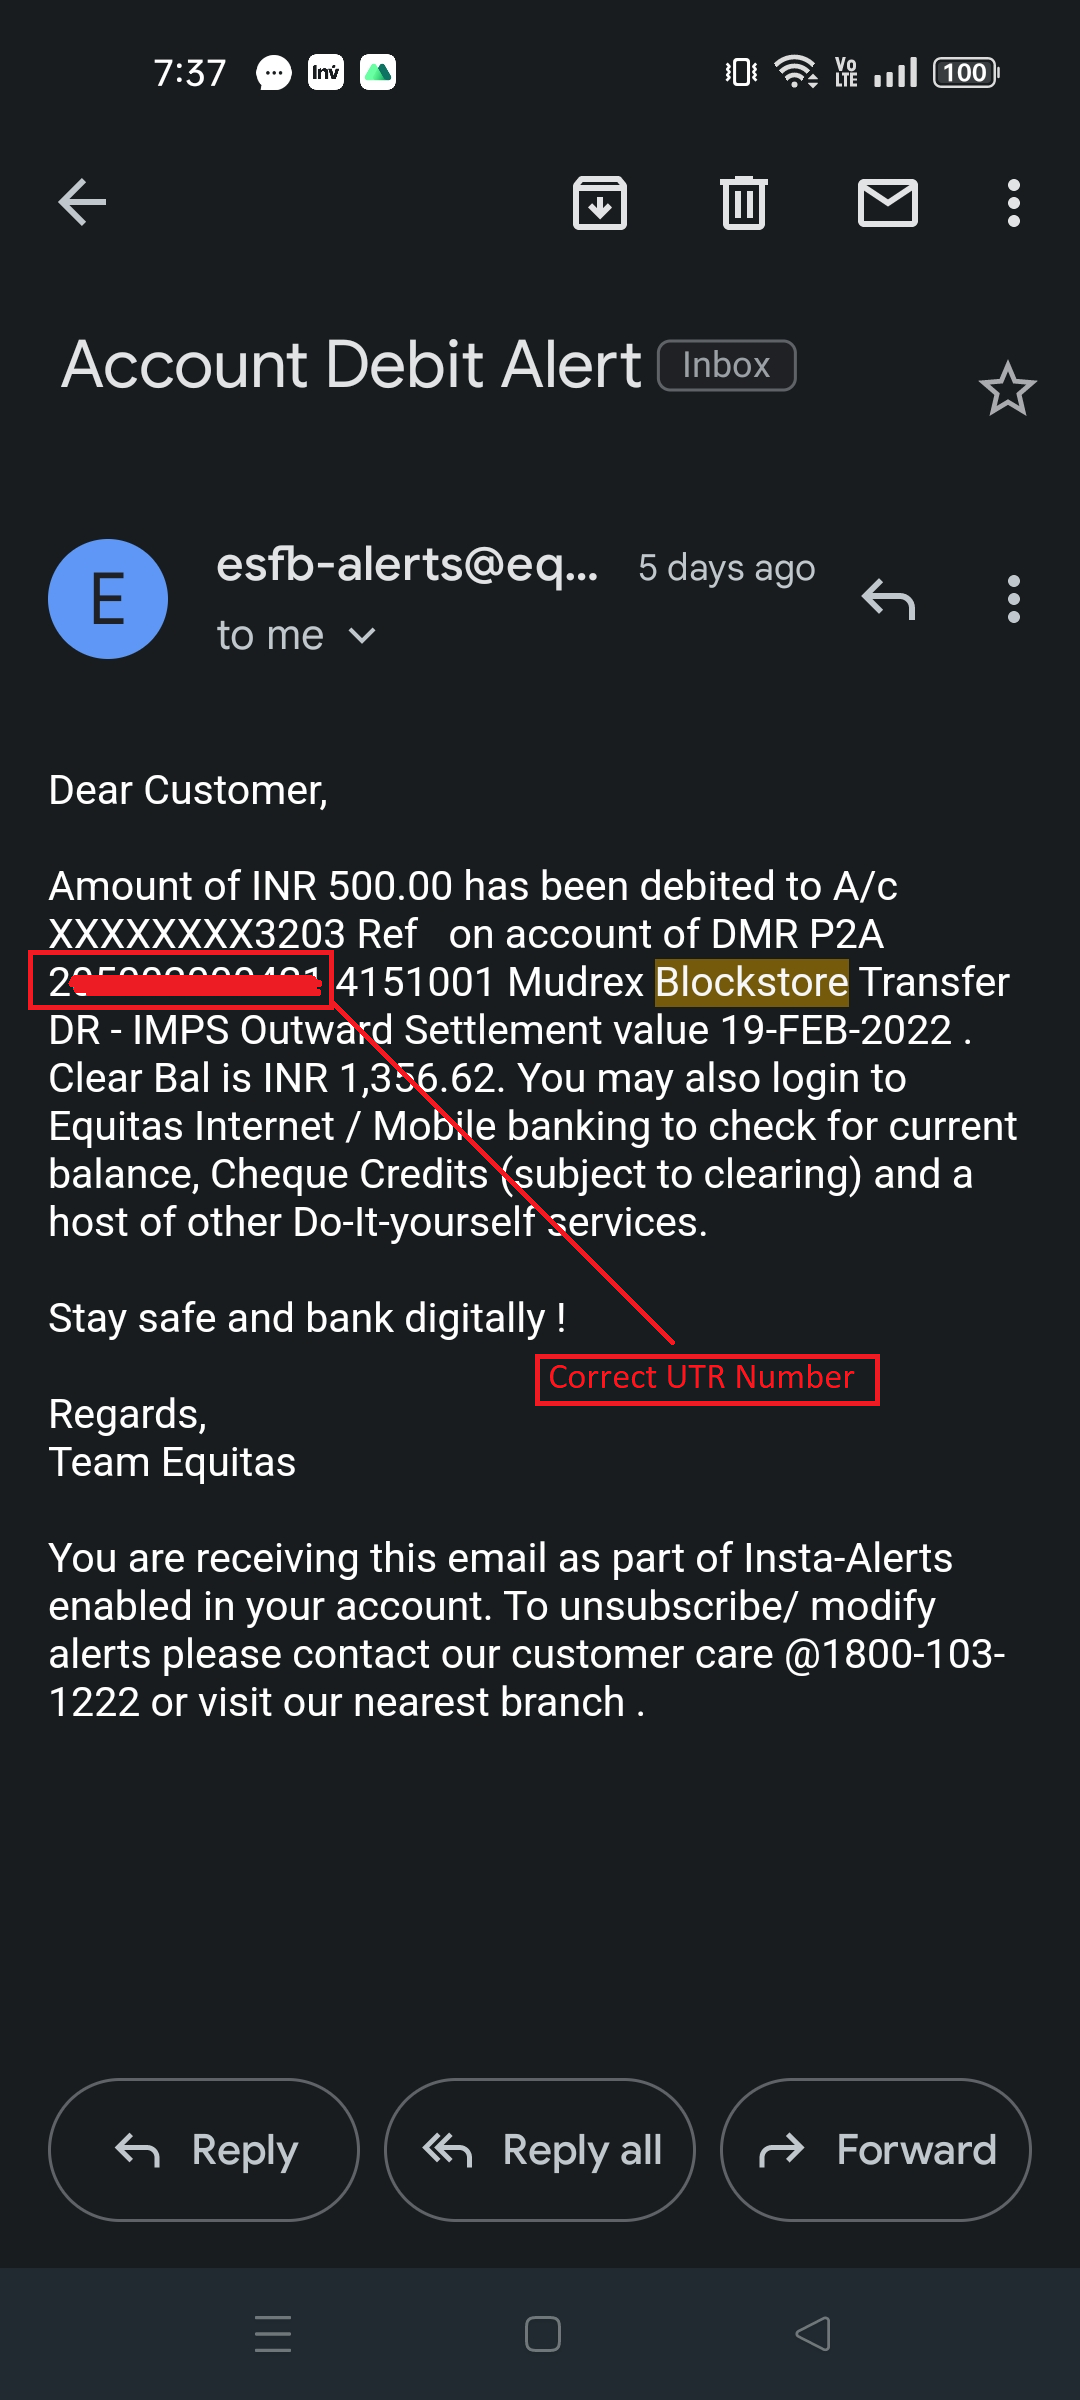 7:37
Inv
Vo
LTE
100
Account Debit Alert Inbox
E
esfb-alerts@eq... 5 days ago
to me
Dear Customer,
Amount of INR 500.00 has been debited to A/c
XXXXXXXX3203 Ref on account of DMR P2A
4151001 Mudrex Blockstore Transfer
DR - IMPS Outward Settlement value 19-FEB-2022 .
Clear Bal is INR 1,356.62. You may also login to
Equitas Internet / Mobile banking to check for current
balance, Cheque Credits (subject to clearing) and a
host of other Do-It-yourself services.
Stay safe and bank digitally !
Correct UTR Number
Regards,
Team Equitas
You are receiving this email as part of Insta-Alerts
enabled in your account. To unsubscribe/ modify
alerts please contact our customer care @1800-103-
1222 or visit our nearest branch .
Reply
Reply all
Forward